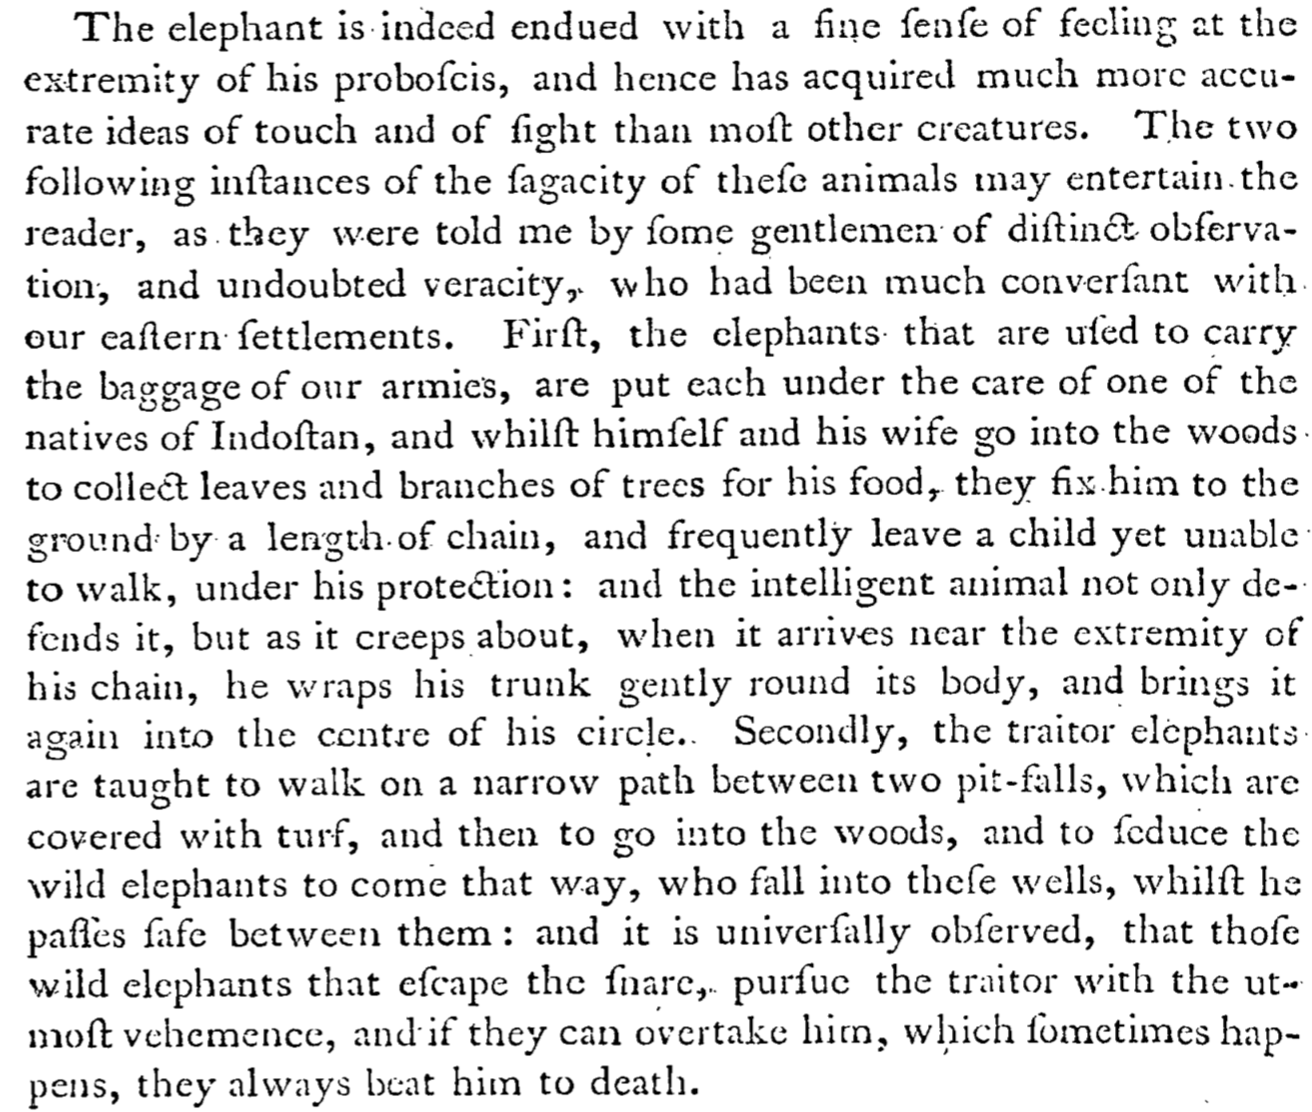 The elephant is indeed endued with a fine ſenſe of feeling at the
extremity of his proboſcis, and hence has acquired much more accu-
rate ideas of touch and of ſight than moſt other creatures. The two
following inſtances of the ſagacity of theſe animals may entertain the
reader, as they were told me by ſome gentlemen of diſtinct obſerva-
tion, and undoubted veracity, who had been much converſant with
our eaſtern ſettlements. Firſt, the elephants that are uſed to carry
the baggage of our armies, are put each under the care of one of the
natives of Indoſtan, and whilſt himſelf and his wife go into the woods
to collect leaves and branches of trees for his food, they fix him to the
ground by a length of chain, and frequently leave a child yet unable
to walk, under his protection: and the intelligent animal not only de-
fends it, but as it creeps about, when it arrives near the extremity of
his chain, he wraps his trunk gently round its body, and brings it
again into the centre of his circle. Secondly, the traitor elephants
are taught to walk on a narrow path between two pit-falls, which are
covered with turf, and then to go into the woods, and to ſeduce the
wild elephants to come that way, who fall into theſe wells, whilſt he
paſſes ſafe between them: and it is univerſally obſerved, that thoſe
wild elephants that eſcape the ſnare, purſue the traitor with the ut-
moſt vehemence, and if they can overtake him, which ſometimes hap-
pens, they always beat him to death.